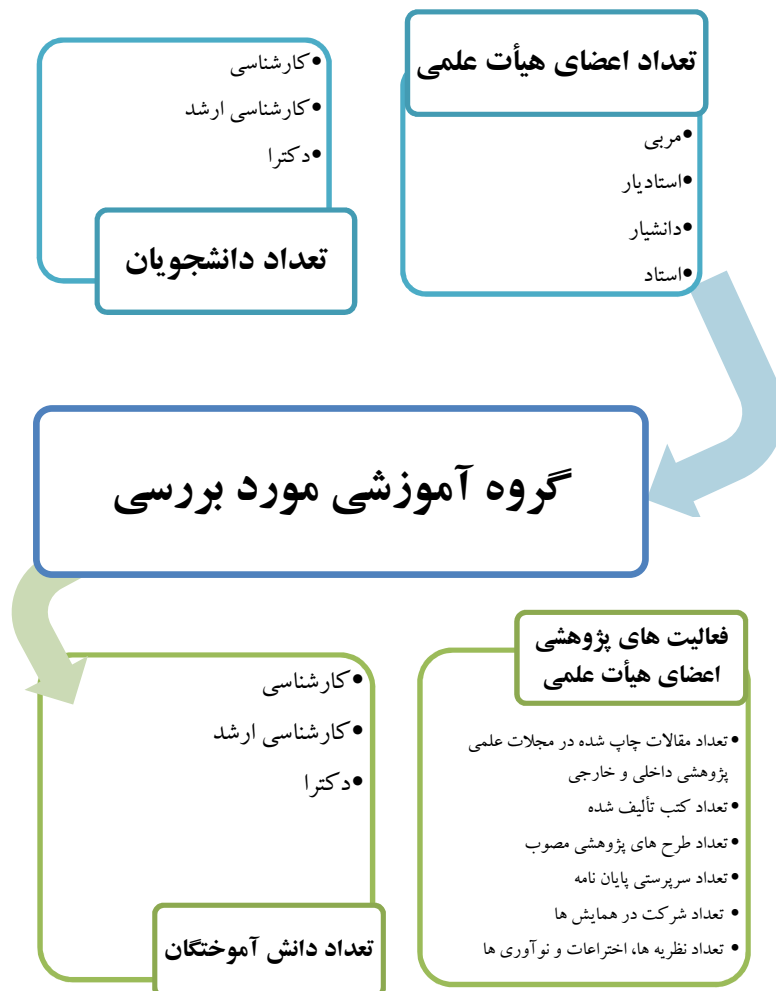 تعداد اعضای هیأت علمی
•مربی
•استادیار
•دانشیار
•استاد
•کارشناسی
•کارشناسی ارشد
•دکترا
تعداد دانشجویان
گروه آموزشی مورد بررسی
فعالیت های پژوهشی
اعضای هیأت علمی
•تعداد مقالات چاپ شده در مجلات علمی
پژوهشی داخلی و خارجی
•تعداد کتب تألیف شده
•تعداد طرح های پژوهشی مصوب
•تعداد سرپرستی پایان نامه
• تعداد شرکت در همایش ها
• تعداد نظریه ها، اختراعات و نوآوری ها
•کارشناسی
•کارشناسی ارشد
•دکترا
تعداد دانش آموختگان